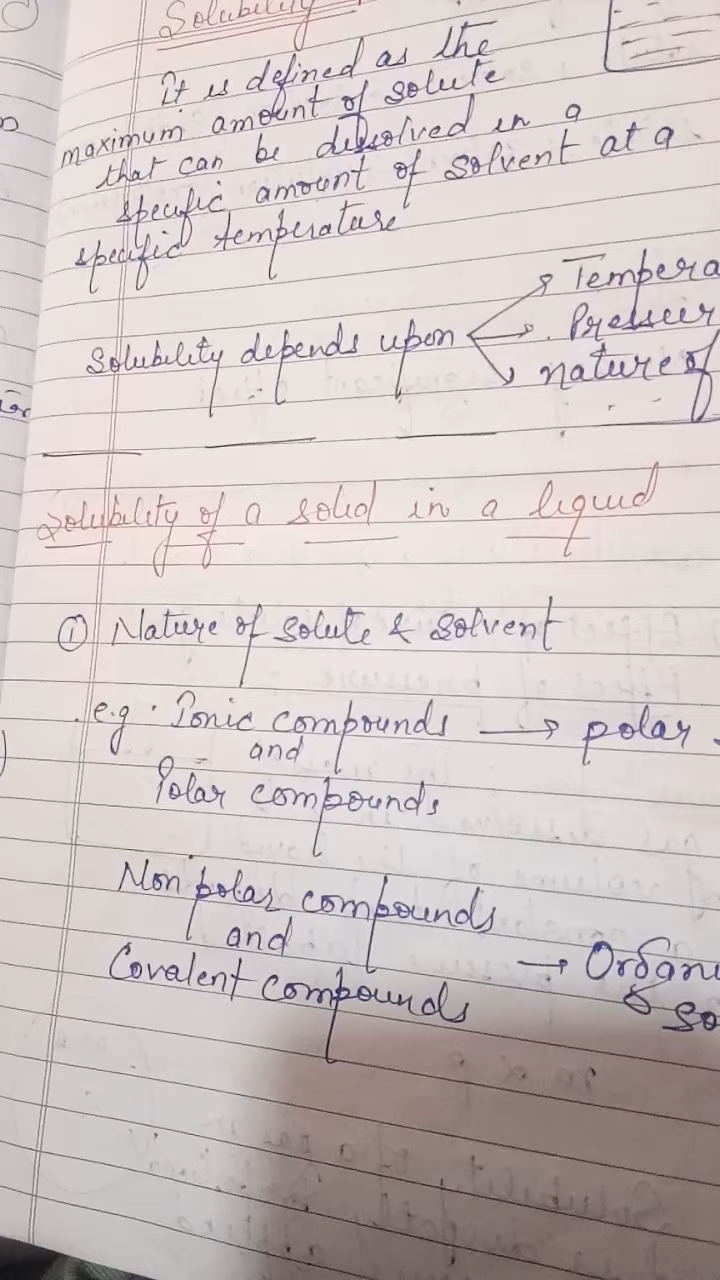 Solubility
It is defined as the
maximum amount of solute
that can be dissolved in a
specific amount of solvent at a
specific temperature
Solubility depends upon
Tempera
Pressur
nature of
Solubility of a solid in a liquid
① Nature of solute & solvent
e.g. Ionic compounds → polar
and
Polar compounds
Non polar compounds
and
Covalent compounds
→ Organi
so